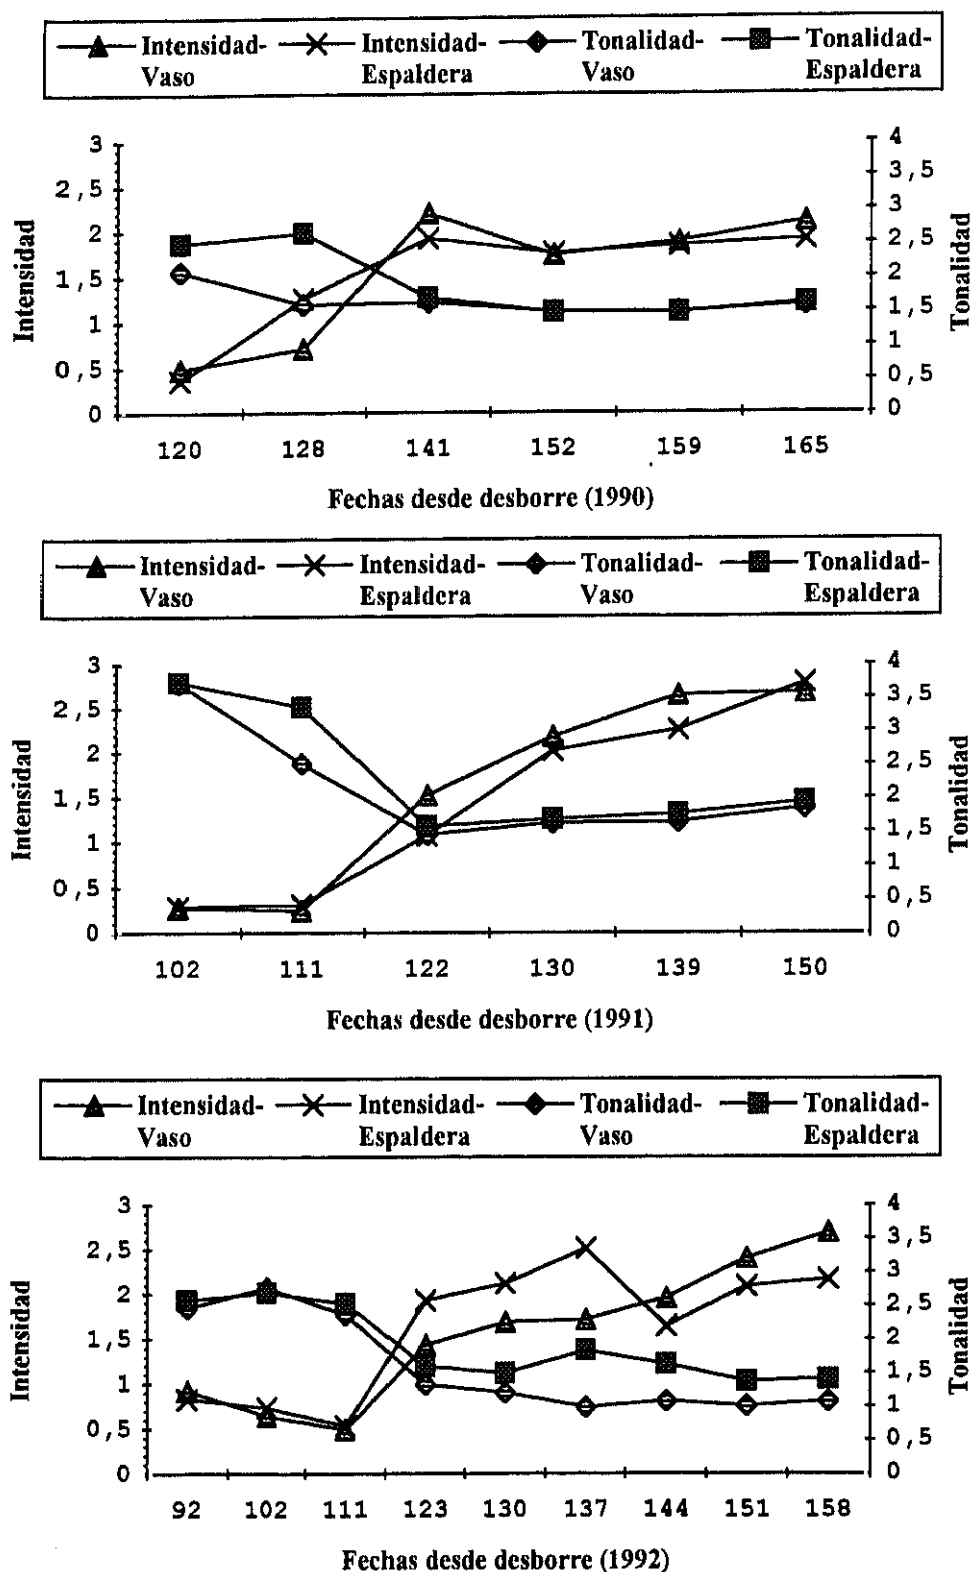 Intensidad- Intensidad- Tonalidad- Tonalidad-
Vaso Espaldera Vaso Espaldera
3 4
3,5
2,5 3
2 2,5
1,5 2
1,5
1 1
0,5 0,5
0 0
Intensidad
Tonalidad
120 128 141 152 159 165
Fechas desde desborre (1990)
Intensidad- Intensidad- Tonalidad- Tonalidad-
Vaso Espaldera Vaso Espaldera
3 4
3,5
2,5 3
2 2,5
1,5 2
1,5
1 1
0,5 0,5
0 0
Intensidad
Tonalidad
102 111 122 130 139 150
Fechas desde desborre (1991)
Intensidad- Intensidad- Tonalidad- Tonalidad-
Vaso Espaldera Vaso Espaldera
3 4
3,5
2,5 3
2 2,5
1,5 2
1,5
1 1
0,5 0,5
0 0
Intensidad
Tonalidad
92 102 111 123 130 137 144 151 158
Fechas desde desborre (1992)